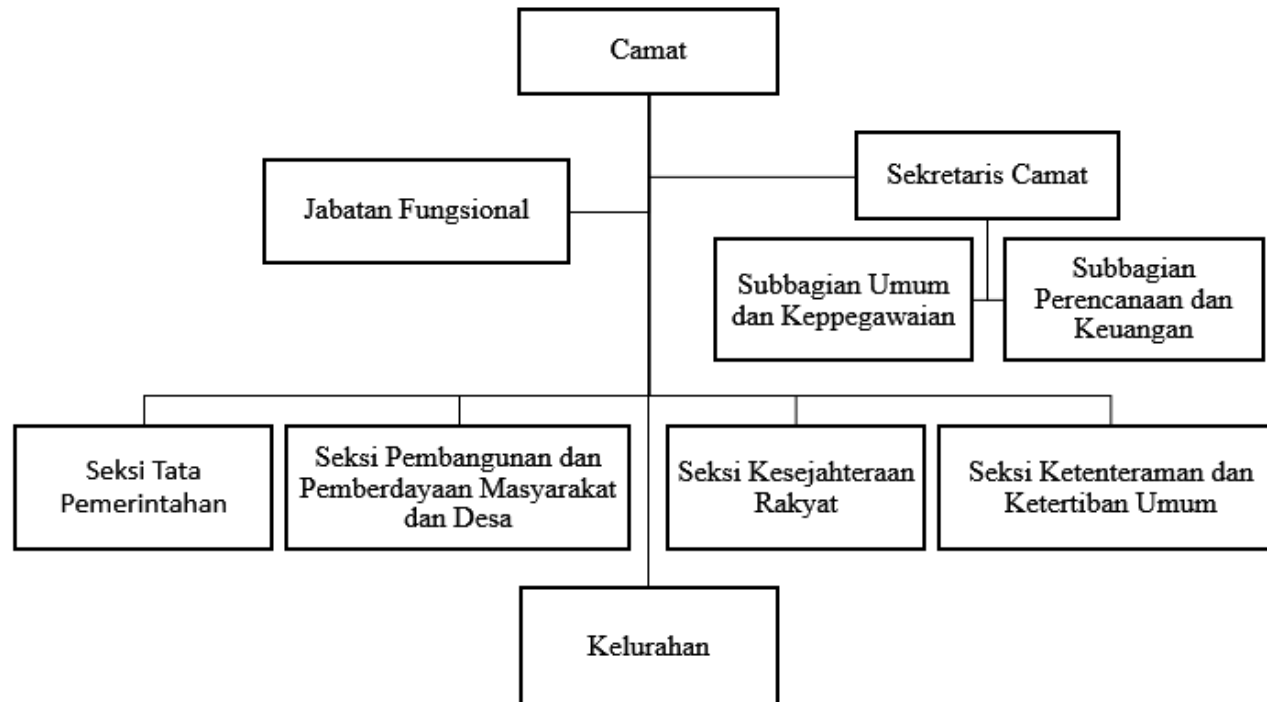 Camat
Jabatan Fungsional
Sekretaris Camat
Subbagian Umum
dan Keppegawaian
Subbagian
Perencanaan dan
Keuangan
Seksi Tata
Pemerintahan
Seksi Pembangunan dan
Pemberdayaan Masyarakat
dan Desa
Seksi Kesejahteraan
Rakyat
Seksi Ketenteraman dan
Ketertiban Umum
Kelurahan